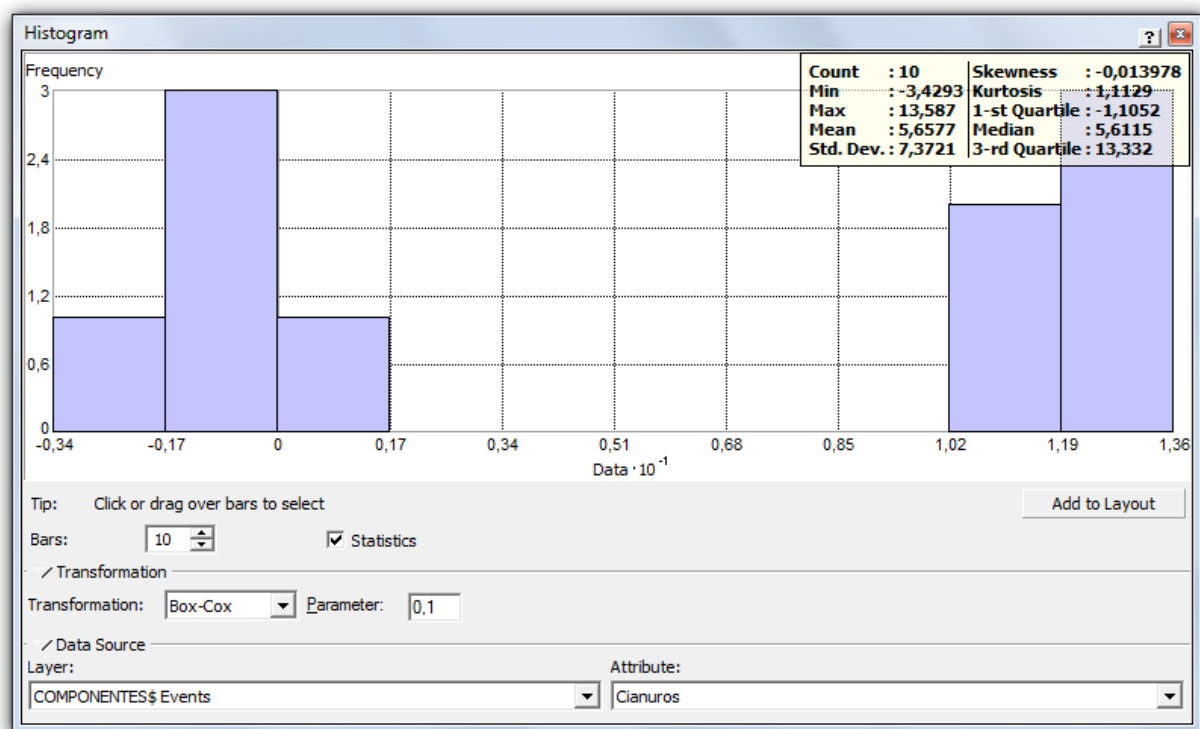 Histogram
?
Frequency
Count : 10 Skewness : -0,013978
Min : -3,4293 Kurtosis : 1,1129
Max : 13,587 1-st Quartile : -1,1052
Mean : 5,6577 Median : 5,6115
Std. Dev. : 7,3721 3-rd Quartile : 13,332
3
2,4
1,8
1,2
0,6
0
-0,34 -0,17 0 0,17 0,34 0,51 0,68 0,85 1,02 1,19 1,36
Data · 10 -1
Tip: Click or drag over bars to select Add to Layout
Bars: 10 Statistics
Transformation
Transformation: Box-Cox Parameter: 0,1
Data Source
Layer: Attribute:
COMPONENTES$ Events Cianuros